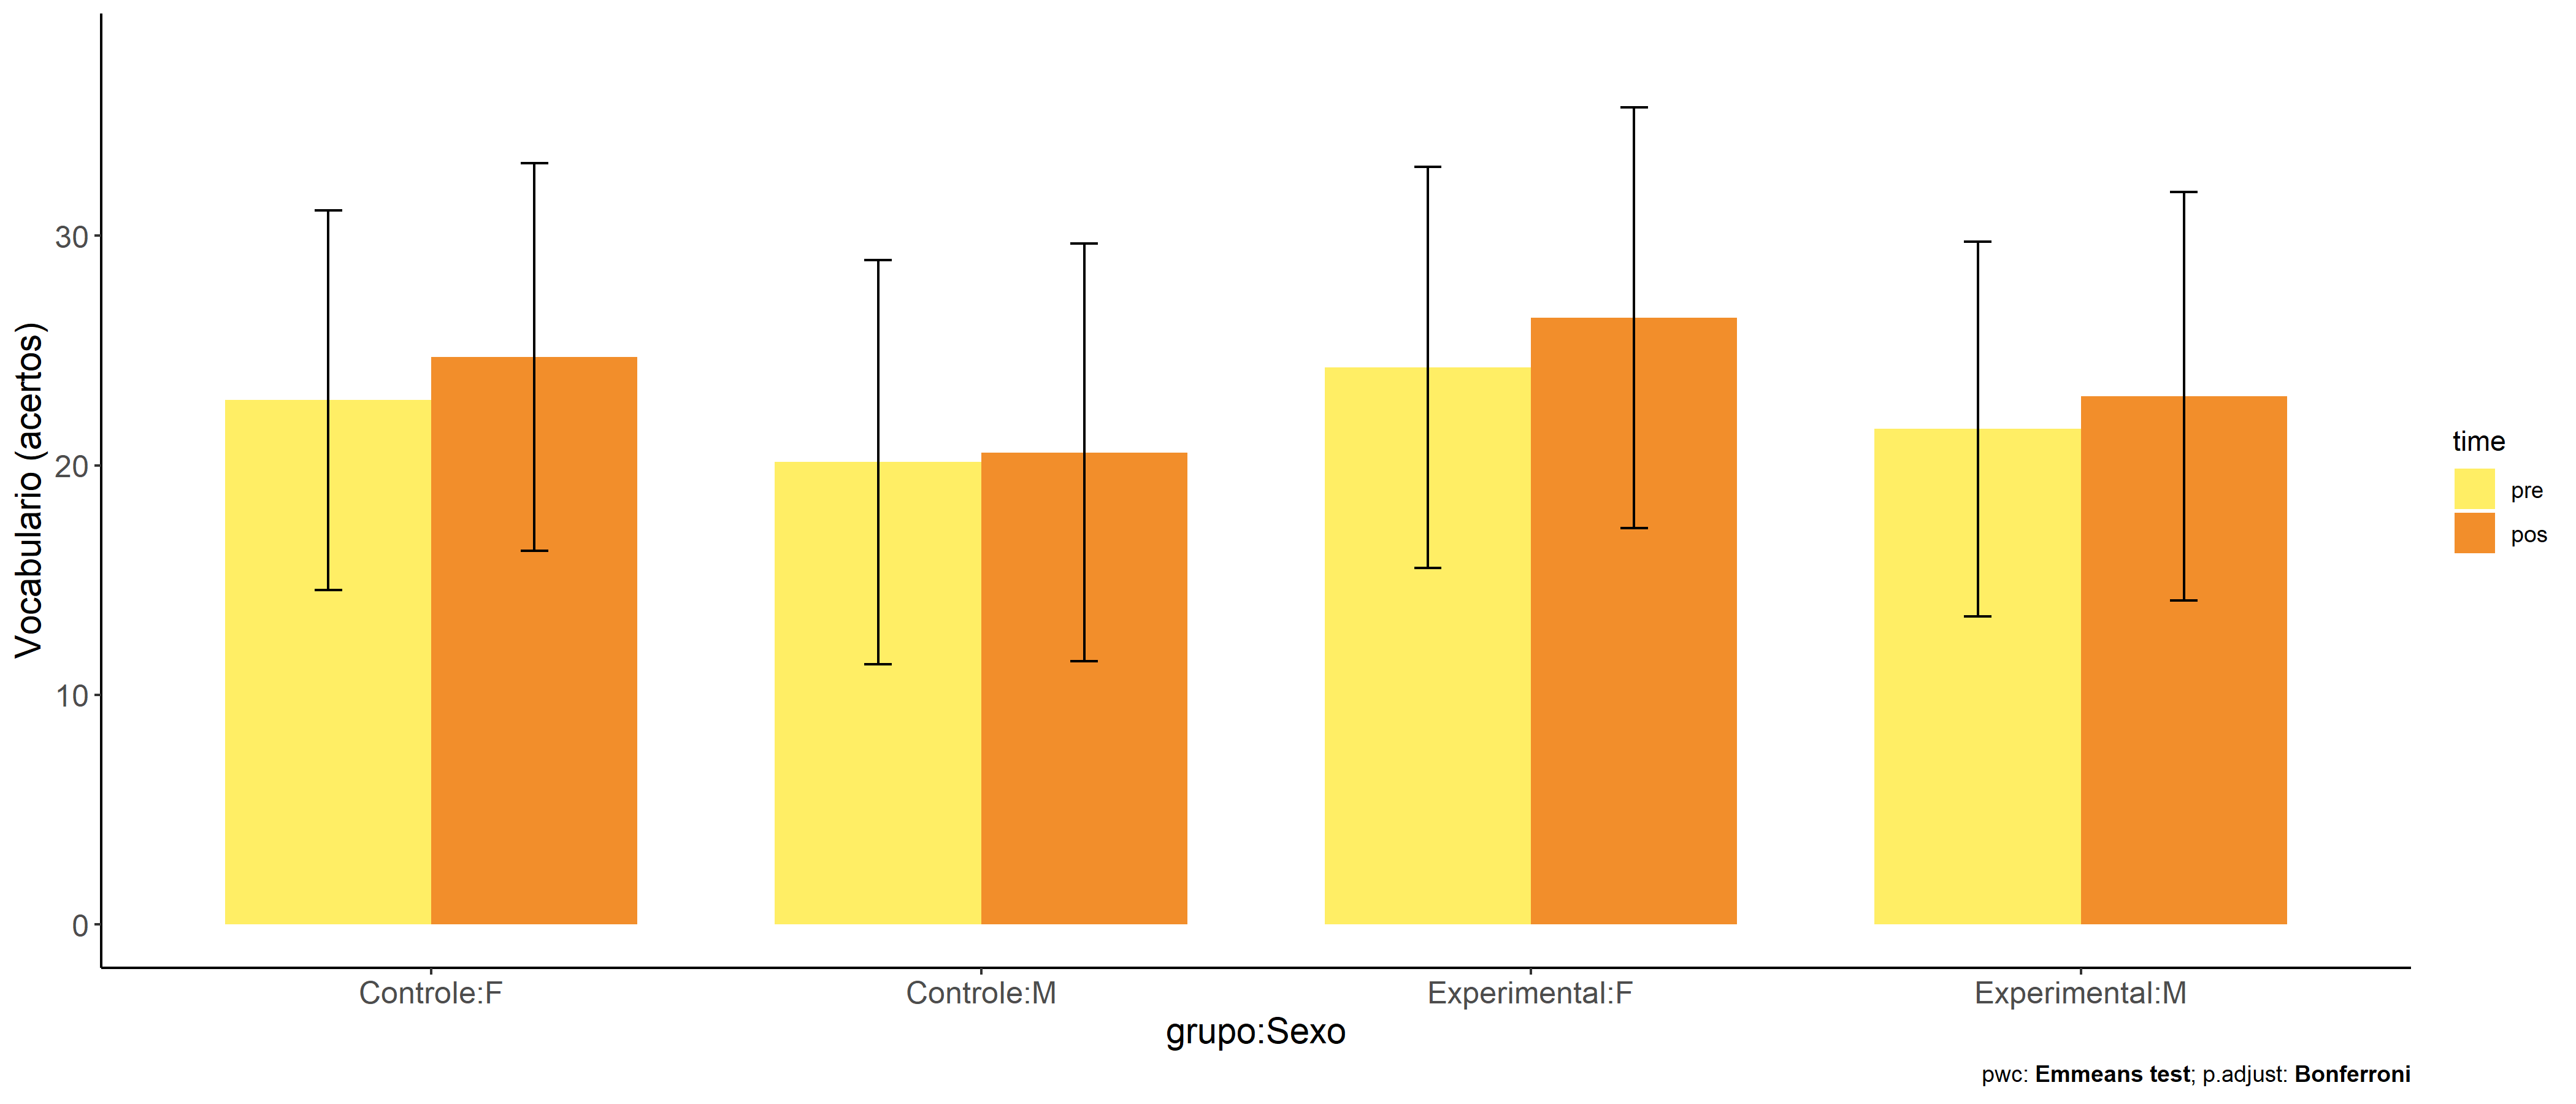 Vocabulario (acertos)
30
20
10
0
Controle:F
Controle:M
Experimental:F
Experimental:M
grupo:Sexo
time
pre
pos
pwc: Emmeans test; p.adjust: Bonferroni